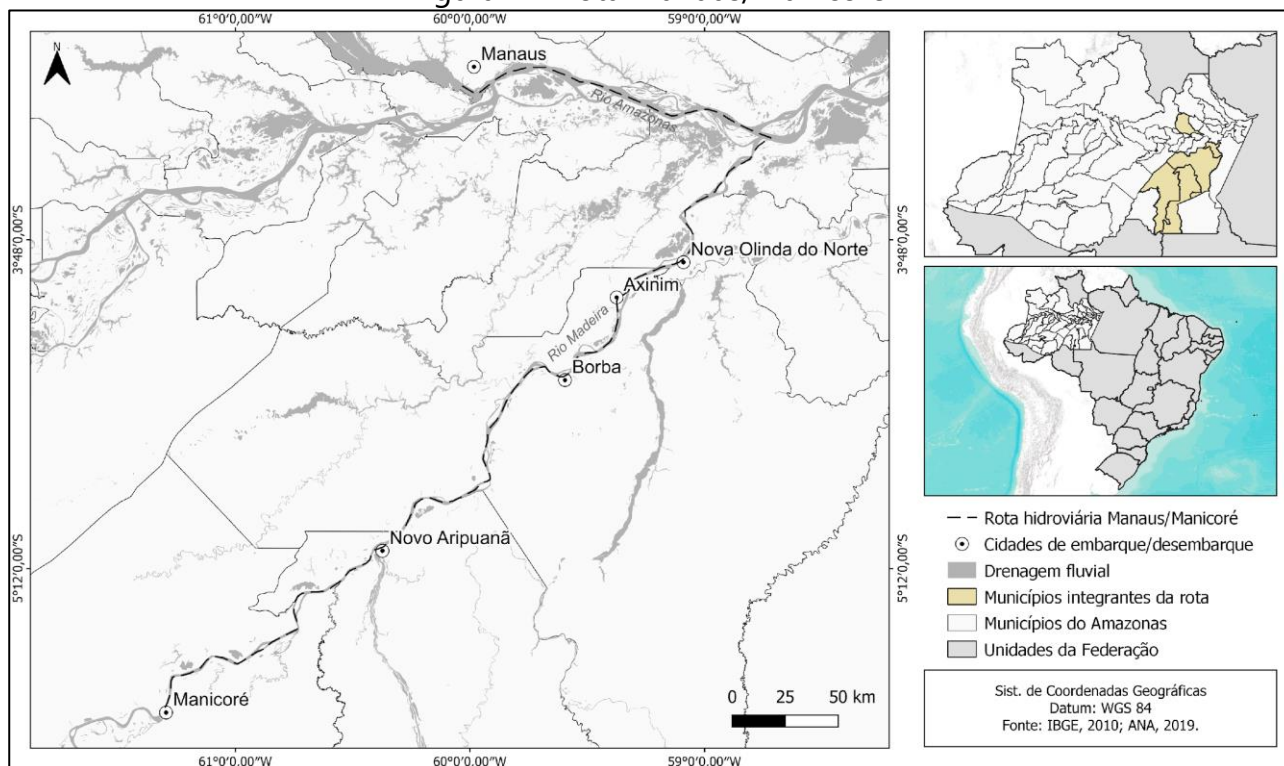 61°0'0,00"W
60°0'0,00"W
59°0'0,00"W
N
Manaus
Rio Amazonas
3°48'0,00"S
3°48'0,00"S
Nova Olinda do Norte
Axinim
Rio Madeira
Borba
Novo Aripuanã
5°12'0,00"S
5°12'0,00"S
Manicoré
0 25 50 km
61°0'0,00"W
60°0'0,00"W
59°0'0,00"W
Rota hidroviária Manaus/Manicoré
Cidades de embarque/desembarque
Drenagem fluvial
Municípios integrantes da rota
Municípios do Amazonas
Unidades da Federação
Sist. de Coordenadas Geográficas
Datum: WGS 84
Fonte: IBGE, 2010; ANA, 2019.